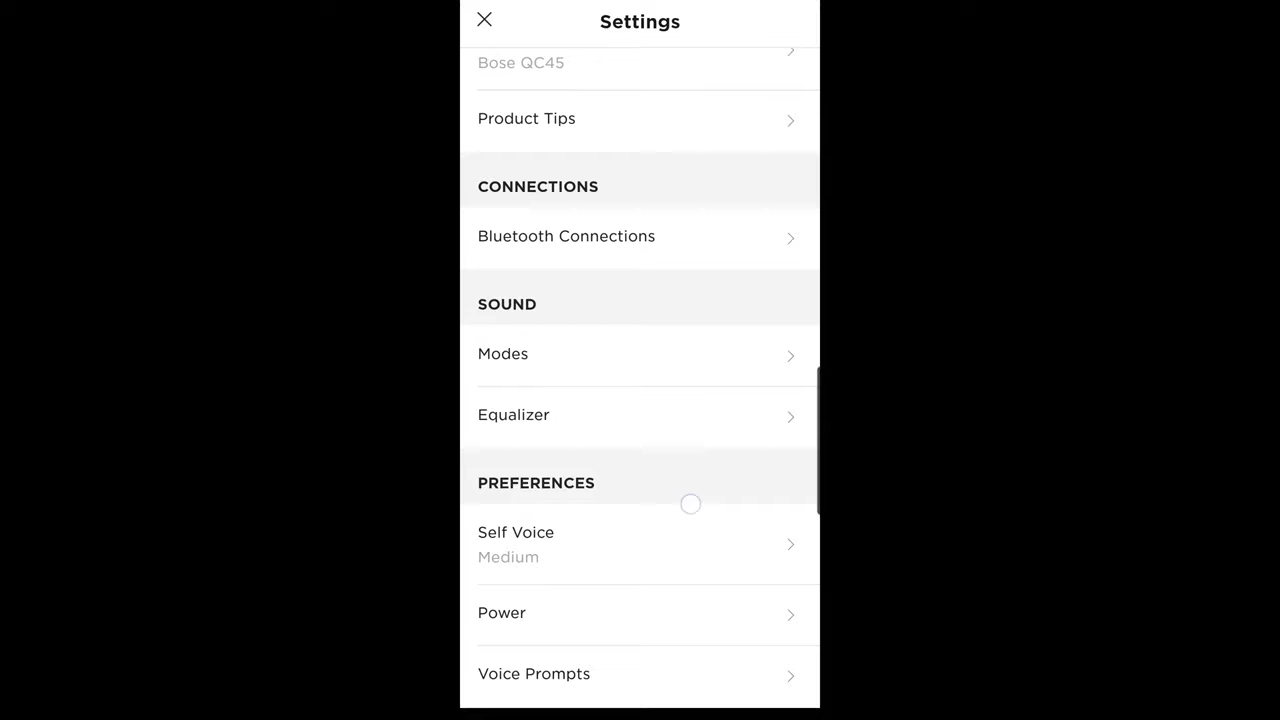 Settings
Bose QC45
Product Tips
CONNECTIONS
Bluetooth Connections
SOUND
Modes
Equalizer
PREFERENCES
Self Voice
Medium
Power
Voice Prompts